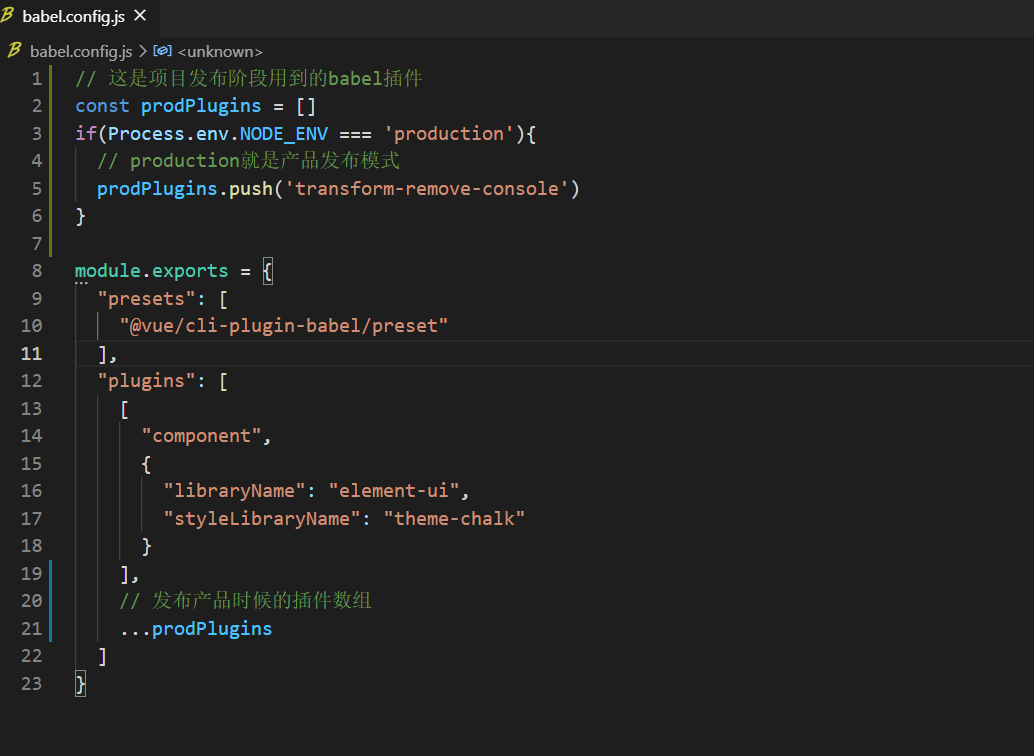 babel.config.js
babel.config.js <unknown>
1 // 这是项目发布阶段用到的babel插件
2 const prodPlugins = []
3 if(Process.env.NODE_ENV === 'production'){
4 // production就是产品发布模式
5 prodPlugins.push('transform-remove-console')
6 }
7
8 module.exports = {
9 "presets": [
10 "@vue/cli-plugin-babel/preset"
11 ],
12 "plugins": [
13 [
14 "component",
15 {
16 "libraryName": "element-ui",
17 "styleLibraryName": "theme-chalk"
18 }
19 ],
20 // 发布产品时候的插件数组
21 ...prodPlugins
22 ]
23 }